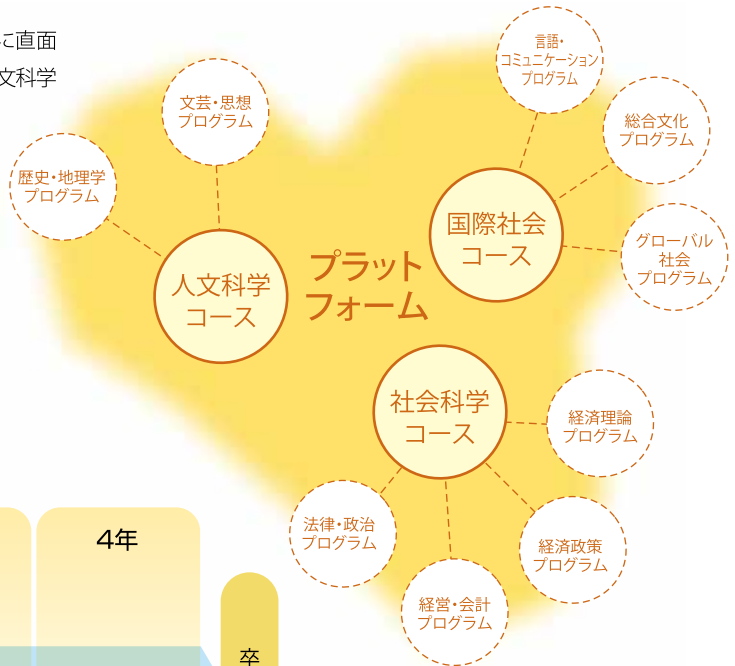 に直面
文科学
言語・
コミュニケーション
プログラム
文芸・思想
プログラム
総合文化
プログラム
歴史・地理学
プログラム
国際社会
コース
グローバル
社会
プログラム
プラット
フォーム
人文科学
コース
社会科学
コース
経済理論
プログラム
法律・政治
プログラム
経済政策
プログラム
経営・会計
プログラム
4年
卒